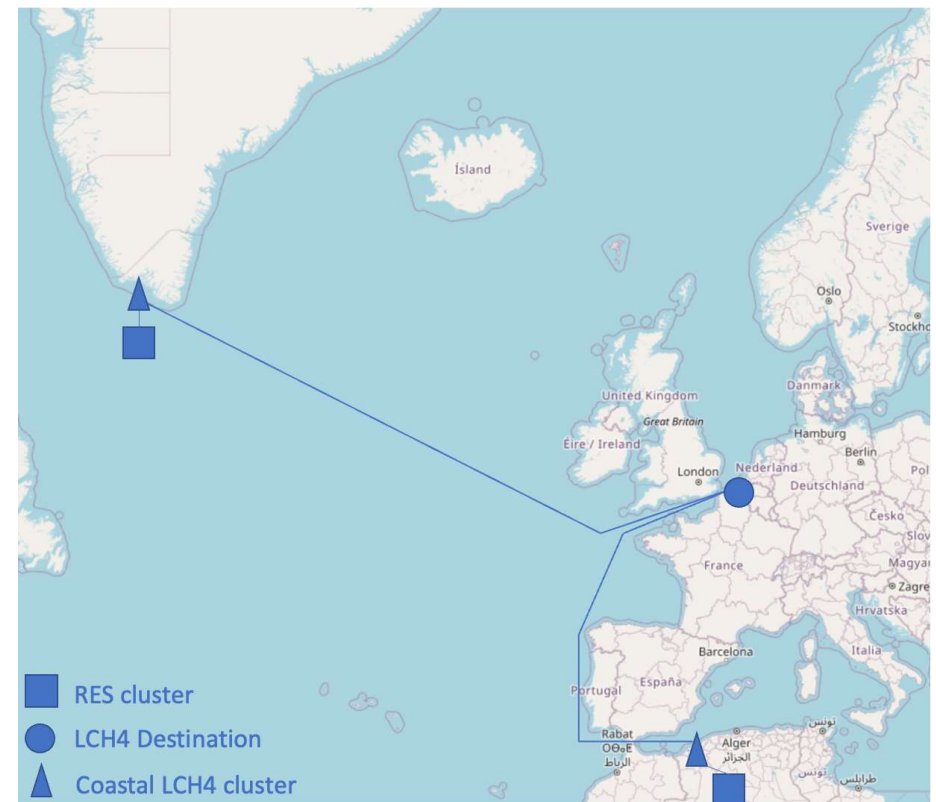 Ísland
Sverige
Oslo
Stockho
United Kingdom
Danmark
Great Britain
Éire / Ireland
Hamburg
Berlin
London
Nederland
Pol
Deutschland
Česko
Slov
France
Magyar
Zagre
Hrvatska
Barcelona
Italia
España
Portugal
RES cluster
LCH4 Destination
Coastal LCH4 cluster
Rabat
ⵔⴱⴰⵟ
الرباط
Alger
الجزائر
تونس
تونس
طرابلس